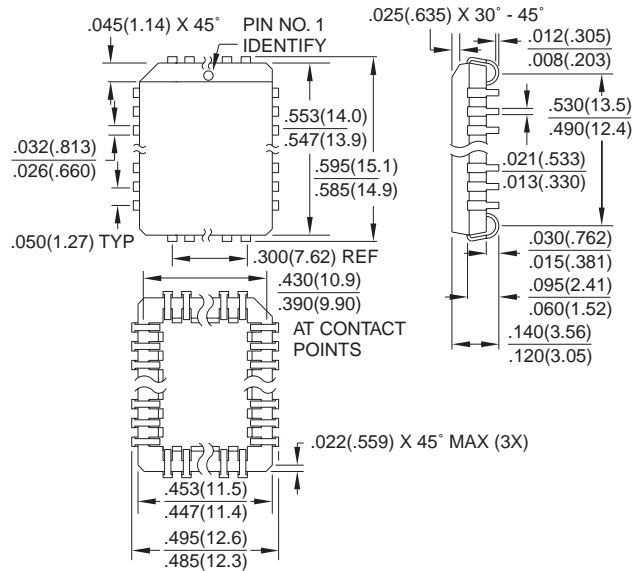 .045(1.14) X 45˚
PIN NO. 1
IDENTIFY
.553(14.0)
.547(13.9)
.595(15.1)
.585(14.9)
.032(.813)
.026(.660)
.050(1.27) TYP
.300(7.62) REF
.430(10.9)
.390(9.90)
AT CONTACT
POINTS
.022(.559) X 45˚ MAX (3X)
.453(11.5)
.447(11.4)
.495(12.6)
.485(12.3)
.025(.635) X 30˚ - 45˚
.012(.305)
.008(.203)
.530(13.5)
.490(12.4)
.021(.533)
.013(.330)
.030(.762)
.015(.381)
.095(2.41)
.060(1.52)
.140(3.56)
.120(3.05)